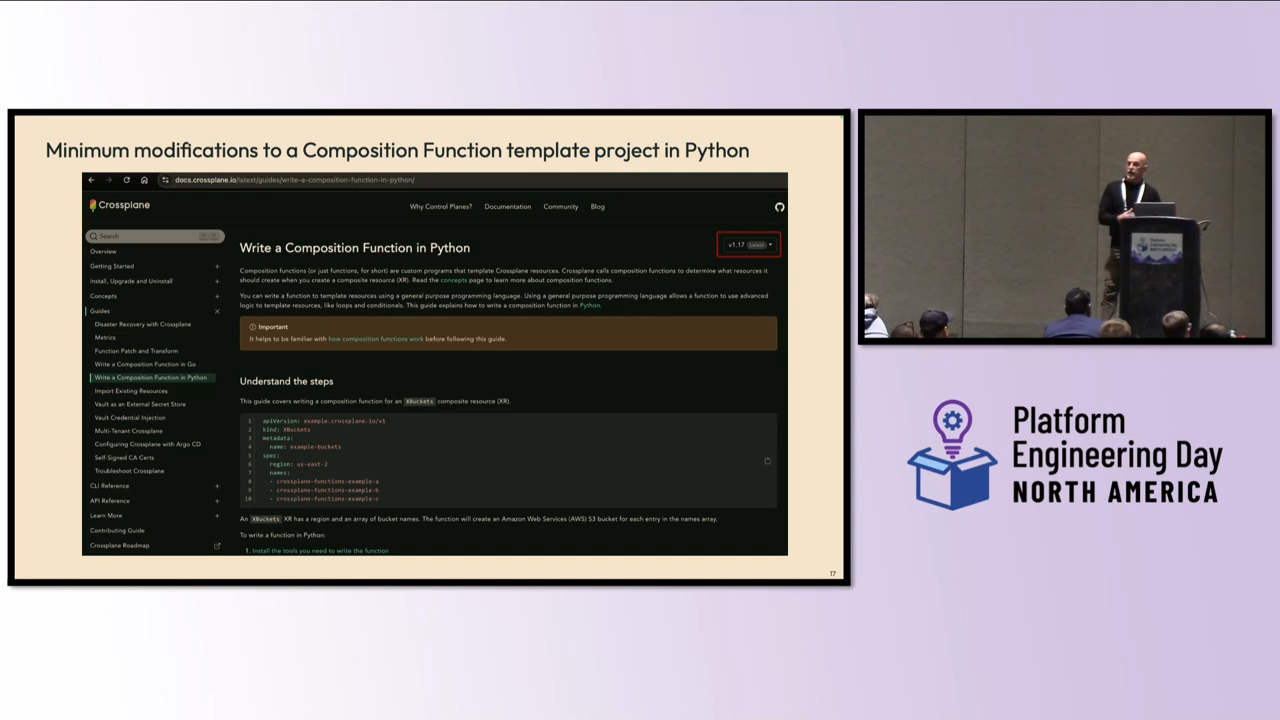 Minimum modifications to a Composition Function template project in Python
docs.crossplane.io/latest/guides/write-a-composition-function-in-python/
Crossplane
Why Control Planes?
Documentation
Community
Blog
Search
Overview
Getting Started
Install, Upgrade and Uninstall
Concepts
Guides
Disaster Recovery with Crossplane
Metrics
Function Patch and Transform
Write a Composition Function in Go
Write a Composition Function in Python
Import Existing Resources
Vault as an External Secret Store
Vault Credential Injection
Multi-Tenant Crossplane
Configuring Crossplane with Argo CD
Self-Signed CA Certs
Troubleshoot Crossplane
CLI Reference
API Reference
Learn More
Contributing Guide
Crossplane Roadmap
Write a Composition Function in Python
v1.17 Latest
Composition functions (or just functions, for short) are custom programs that template Crossplane resources. Crossplane calls composition functions to determine what resources it
should create when you create a composite resource (XR). Read the concepts page to learn more about composition functions.
You can write a function to template resources using a general purpose programming language. Using a general purpose programming language allows a function to use advanced
logic to template resources, like loops and conditionals. This guide explains how to write a composition function in Python.
Important
It helps to be familiar with how composition functions work before following this guide.
Understand the steps
This guide covers writing a composition function for an XBuckets composite resource (XR).
1 apiVersion: example.crossplane.io/v1
2 kind: XBuckets
3 metadata:
4 name: example-buckets
5 spec:
6 region: us-east-2
7 names:
8 - crossplane-functions-example-a
9 - crossplane-functions-example-b
10 - crossplane-functions-example-c
An XBuckets XR has a region and an array of bucket names. The function will create an Amazon Web Services (AWS) S3 bucket for each entry in the names array.
To write a function in Python:
1. Install the tools you need to write the function
17
Platform
Engineering Day
NORTH AMERICA